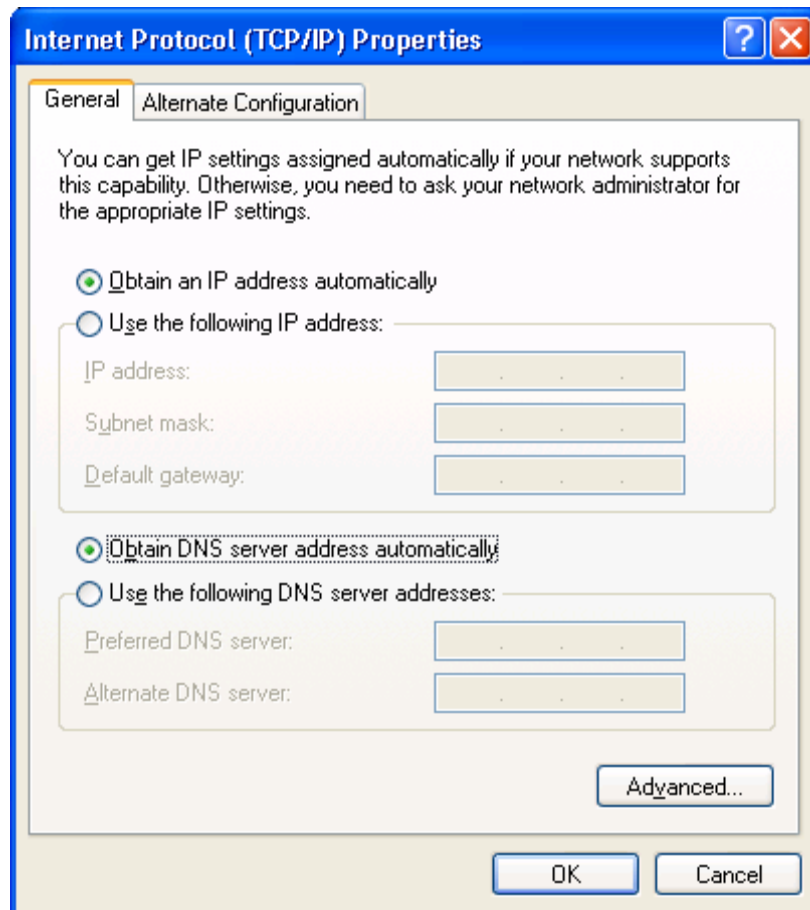 Internet Protocol (TCP/IP) Properties
General
Alternate Configuration
You can get IP settings assigned automatically if your network supports
this capability. Otherwise, you need to ask your network administrator for
the appropriate IP settings.
Obtain an IP address automatically
Use the following IP address:
IP address:
Subnet mask:
Default gateway:
Obtain DNS server address automatically
Use the following DNS server addresses:
Preferred DNS server:
Alternate DNS server:
Advanced...
OK
Cancel